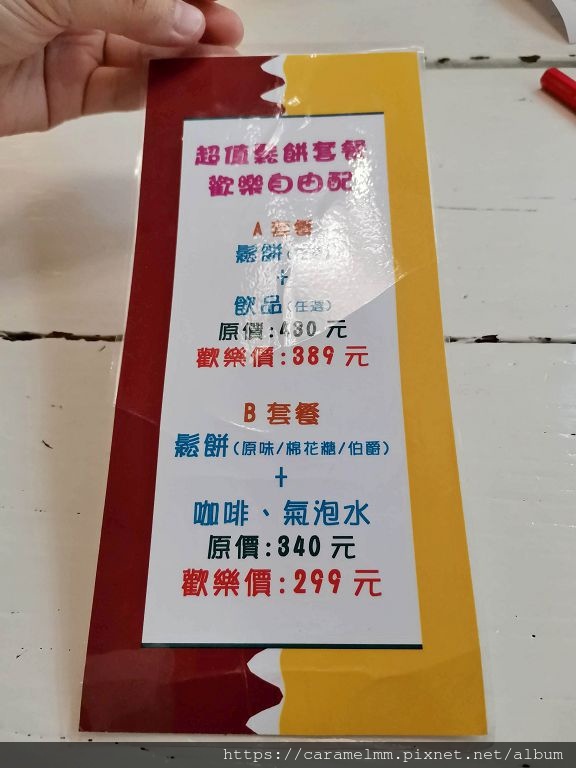 超值鬆餅套餐
歡樂自由配
A 套餐
鬆餅(任選)
+
飲品(任選)
原價:480 元
歡樂價:389 元
B 套餐
鬆餅(原味/棉花糖/伯爵)
+
咖啡、氣泡水
原價:340 元
歡樂價:299 元
https://caramelmm.pixnet.net/album